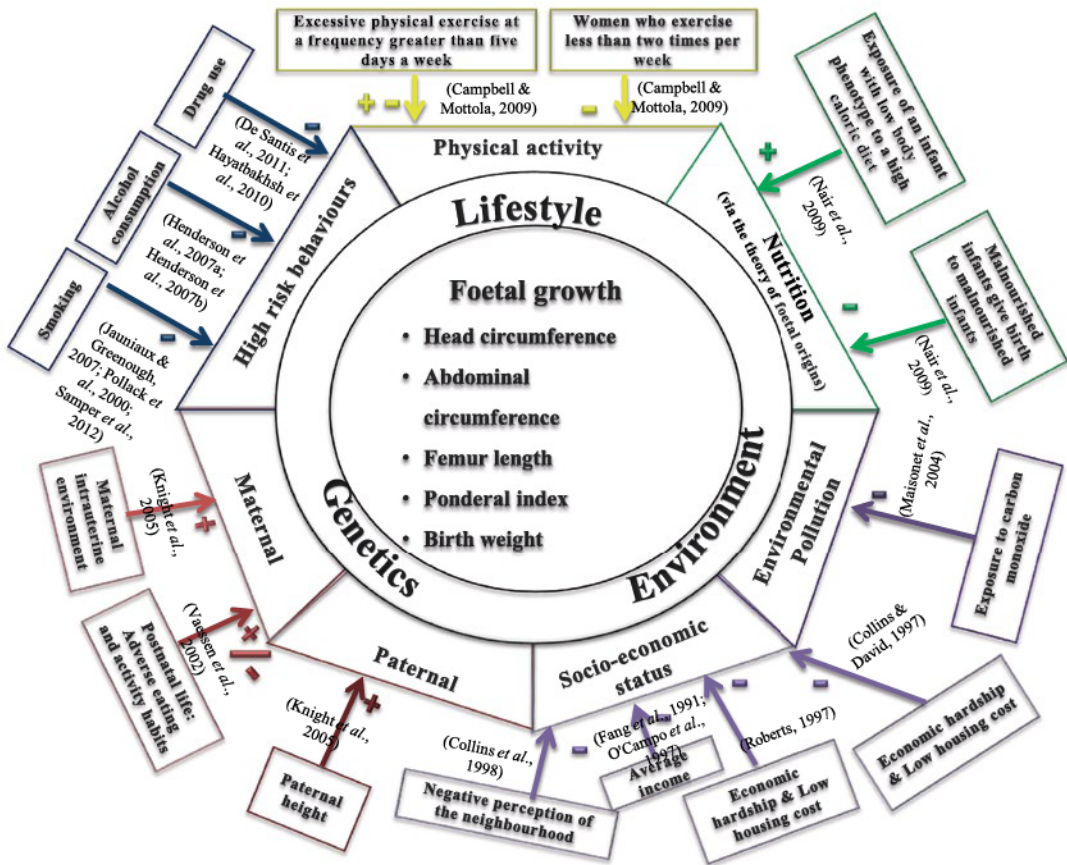 Excessive physical exercise at
a frequency greater than five
days a week
Women who exercise
less than two times per
week
(Campbell &
Mottola, 2009)
(Campbell &
Mottola, 2009)
+ -
-
Physical activity
Drug use
-
(De Santis et
al., 2011;
Hayatbakhsh et
al., 2010)
Alcohol
consumption
-
(Henderson et
al., 2007a;
Henderson et
al., 2007b)
Smoking
-
(Jauniaux &
Greenough,
2007; Pollack et
al., 2000;
Samper et al.,
2012)
High risk behaviours
Exposure of an infant
with low body
phenotype to a high
caloric diet
+
(Nair et al.,
2009)
Nutrition
(via the theory of foetal origins)
Malnourished
infants give birth
to malnourished
infants
-
(Nair et al.,
2009)
Lifestyle
Foetal growth
• Head circumference
• Abdominal
circumference
• Femur length
• Ponderal index
• Birth weight
Genetics
Environment
Maternal
intrauterine
environment
(Knight et al.,
2005)
+
Maternal
Postnatal life:
Adverse eating
and activity habits
(Vaessen et al.,
2002)
+
-
Paternal
Paternal
height
(Knight et al.,
2005)
+
Environmental
Pollution
(Maisonet et al.,
2004)
-
Exposure to carbon
monoxide
Socio-economic
status
(Collins et al.,
1998)
-
Negative perception of
the neighbourhood
(Fang et al., 1991;
O'Campo et al.,
1997)
-
Average
income
(Roberts, 1997)
-
Economic
hardship & Low
housing cost
(Collins &
David, 1997)
-
Economic hardship
& Low housing cost